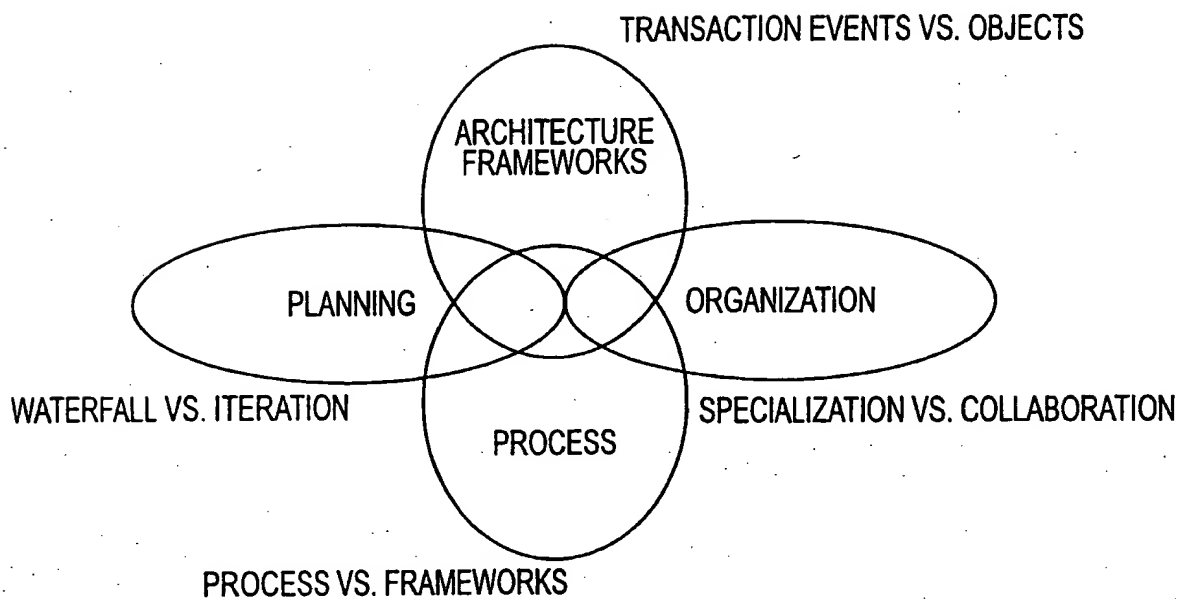 TRANSACTION EVENTS VS. OBJECTS
ARCHITECTURE
FRAMEWORKS
PLANNING
ORGANIZATION
WATERFALL VS. ITERATION
SPECIALIZATION VS. COLLABORATION
PROCESS
PROCESS VS. FRAMEWORKS